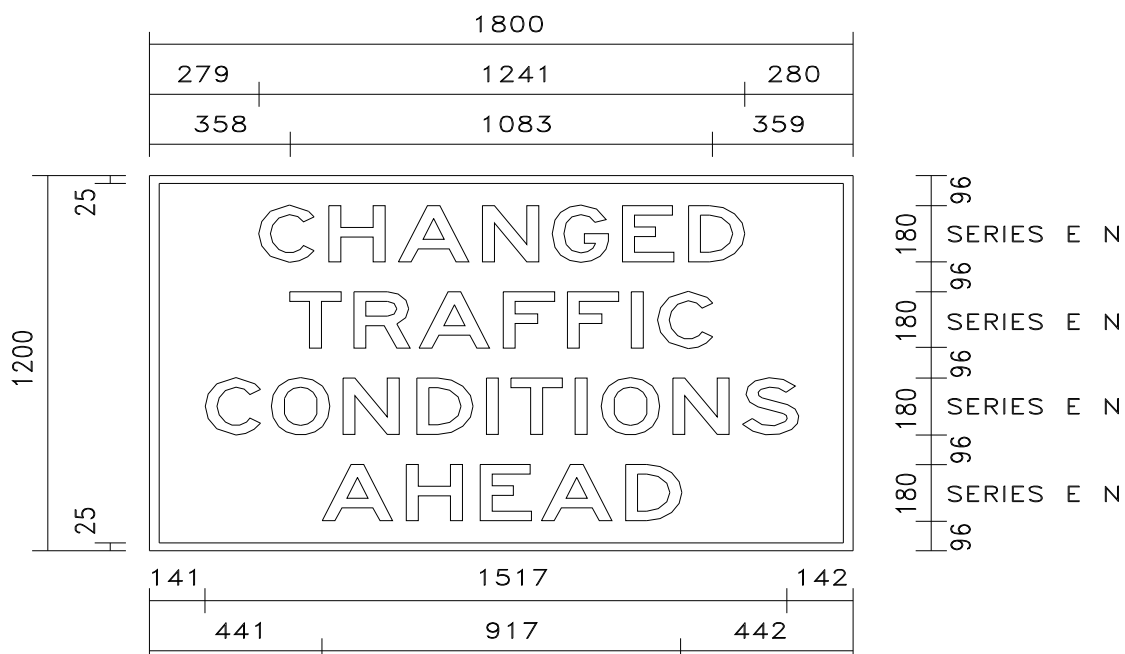 1800
279 1241 280
358 1083 359
25
96
CHANGED
180 SERIES E N
96
TRAFFIC
180 SERIES E N
1200
96
CONDITIONS
180 SERIES E N
96
AHEAD
180 SERIES E N
25
96
141 1517 142
441 917 442